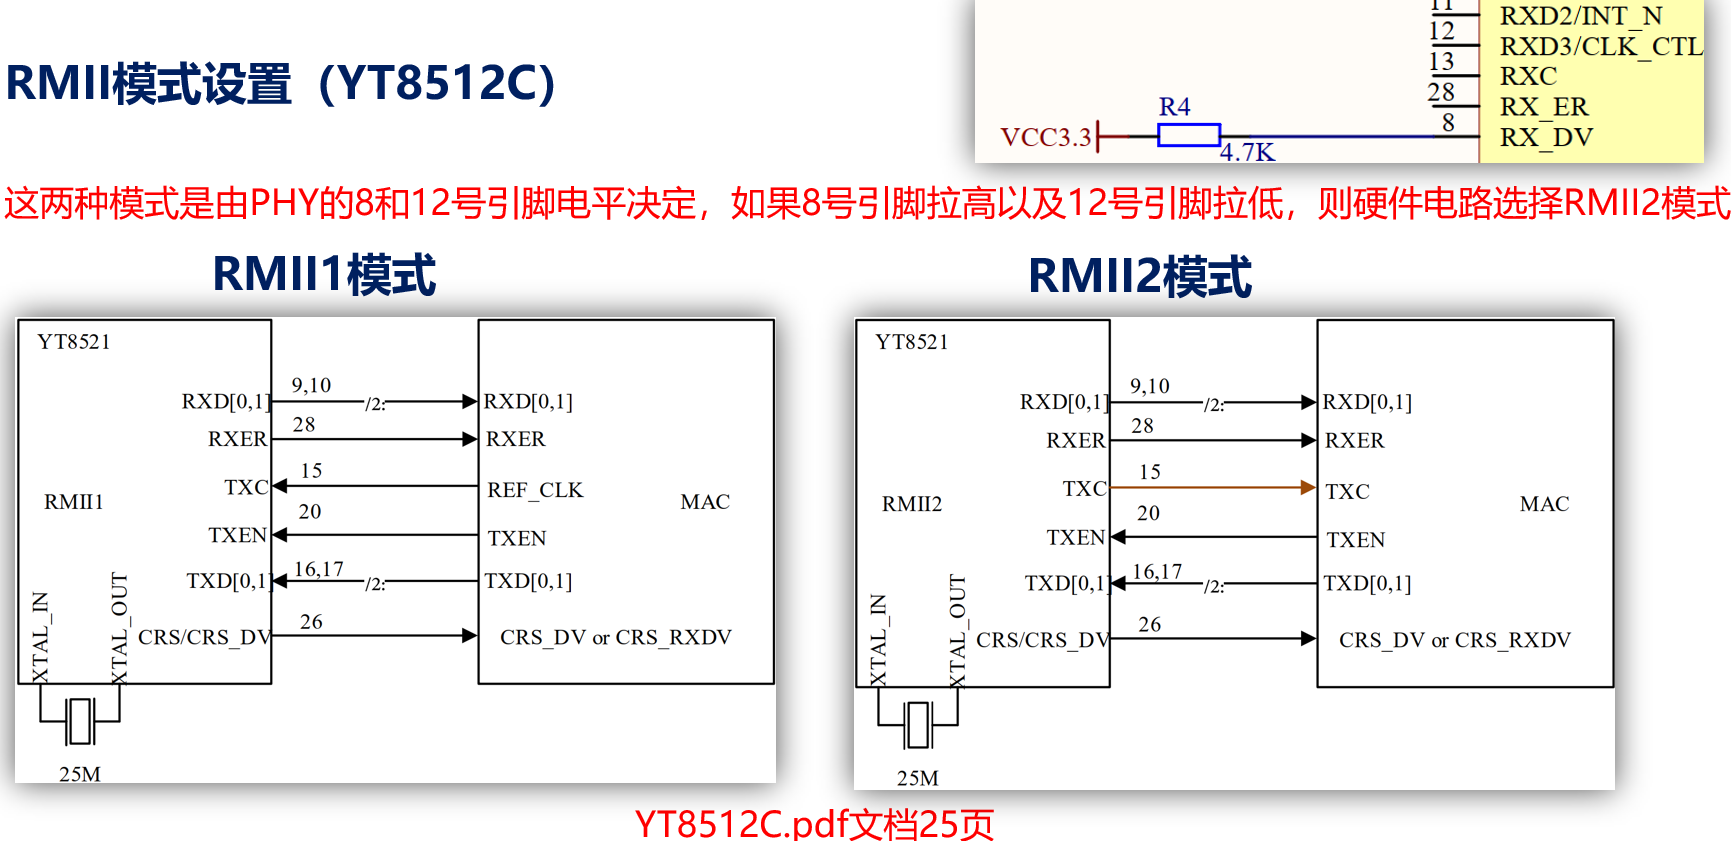 RMII模式设置（YT8512C）
11
RXD2/INT_N
12
RXD3/CLK_CTL
13
RXC
28
RX_ER
8
RX_DV
VCC3.3
R4
4.7K
这两种模式是由PHY的8和12号引脚电平决定，如果8号引脚拉高以及12号引脚拉低，则硬件电路选择RMII2模式
RMII1模式
YT8521
RXD[0,1]
9,10
/2:
RXD[0,1]
RXER
28
RXER
TXC
15
REF_CLK
RMII1
MAC
TXEN
20
TXEN
TXD[0,1]
16,17
/2:
TXD[0,1]
CRS/CRS_DV
26
CRS_DV or CRS_RXDV
XTAL_IN
XTAL_OUT
25M
RMII2模式
YT8521
RXD[0,1]
9,10
/2:
RXD[0,1]
RXER
28
RXER
TXC
15
TXC
RMII2
MAC
TXEN
20
TXEN
TXD[0,1]
16,17
/2:
TXD[0,1]
CRS/CRS_DV
26
CRS_DV or CRS_RXDV
XTAL_IN
XTAL_OUT
25M
YT8512C.pdf文档25页